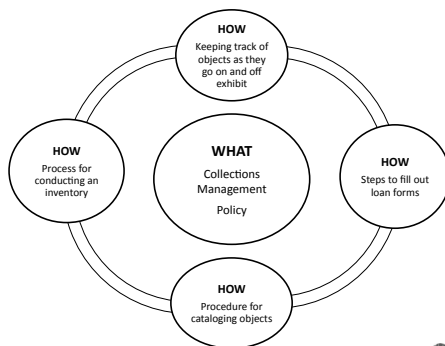 HOW
Keeping track of
objects as they
go on and off
exhibit
HOW
Process for
conducting an
inventory
WHAT
Collections
Management
Policy
HOW
Steps to fill out
loan forms
HOW
Procedure for
cataloging objects